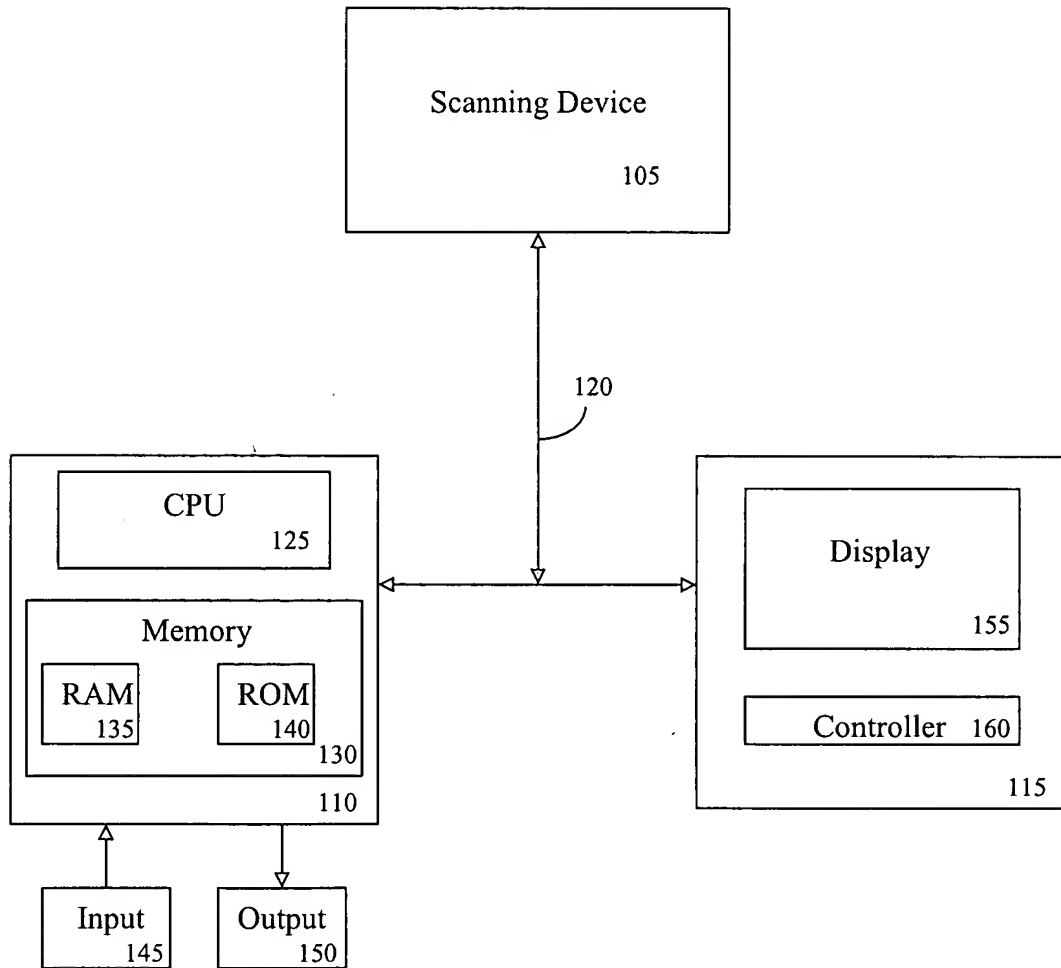 Scanning Device
105
120
CPU
125
Memory
RAM
135
ROM
140
130
110
Input
145
Output
150
Display
155
Controller 160
115